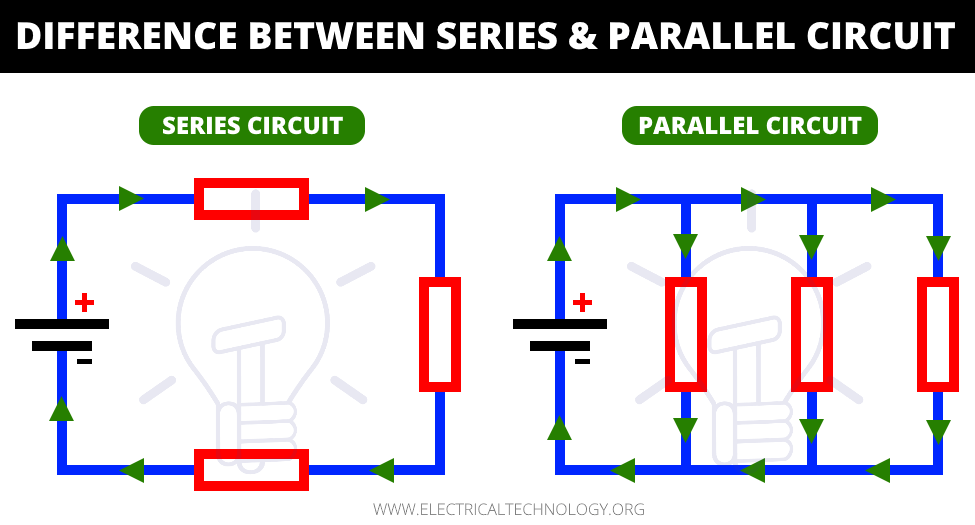 DIFFERENCE BETWEEN SERIES & PARALLEL CIRCUIT
SERIES CIRCUIT
PARALLEL CIRCUIT
+
-
+
-
WWW.ELECTRICALTECHNOLOGY.ORG